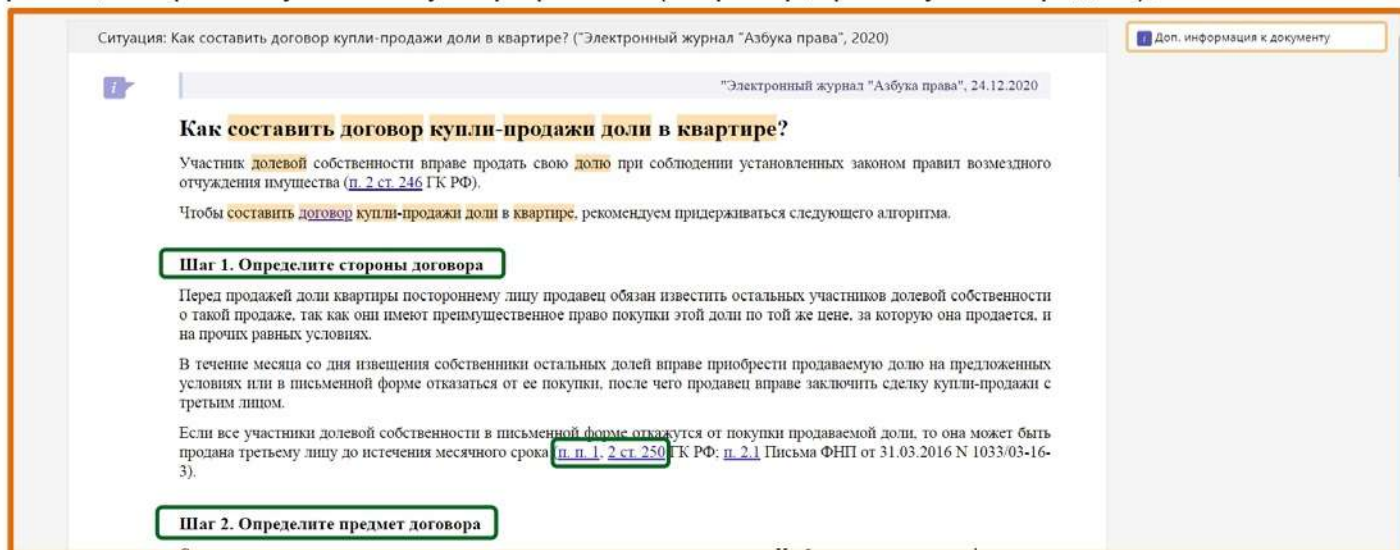 Ситуация: Как составить договор купли-продажи доли в квартире? ("Электронный журнал "Азбука права", 2020)
Доп. информация к документу
"Электронный журнал "Азбука права", 24.12.2020
Как составить договор купли-продажи доли в квартире?
Участник долевой собственности вправе продать свою долю при соблюдении установленных законом правил возмездного
отчуждения имущества (п. 2 ст. 246 ГК РФ).
Чтобы составить договор купли-продажи доли в квартире, рекомендуем придерживаться следующего алгоритма.
Шаг 1. Определите стороны договора
Перед продажей доли квартиры постороннему лицу продавец обязан известить остальных участников долевой собственности
о такой продаже, так как они имеют преимущественное право покупки этой доли по той же цене, за которую она продается, и
на прочих равных условиях.
В течение месяца со дня извещения собственники остальных долей вправе приобрести продаваемую долю на предложенных
условиях или в письменной форме отказаться от ее покупки, после чего продавец вправе заключить сделку купли-продажи с
третьим лицом.
Если все участники долевой собственности в письменной форме откажутся от покупки продаваемой доли, то она может быть
продана третьему лицу до истечения месячного срока (п. п. 1, 2 ст. 250 ГК РФ; п. 2.1 Письма ФНП от 31.03.2016 N 1033/03-16-
3).
Шаг 2. Определите предмет договора